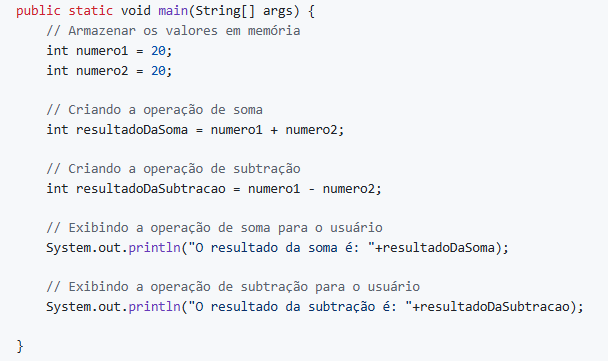 public static void main(String[] args) {
// Armazenar os valores em memória
int numero1 = 20;
int numero2 = 20;
// Criando a operação de soma
int resultadoDaSoma = numero1 + numero2;
// Criando a operação de subtração
int resultadoDaSubtracao = numero1 - numero2;
// Exibindo a operação de soma para o usuário
System.out.println("O resultado da soma é: "+resultadoDaSoma);
// Exibindo a operação de subtração para o usuário
System.out.println("O resultado da subtração é: "+resultadoDaSubtracao);
}